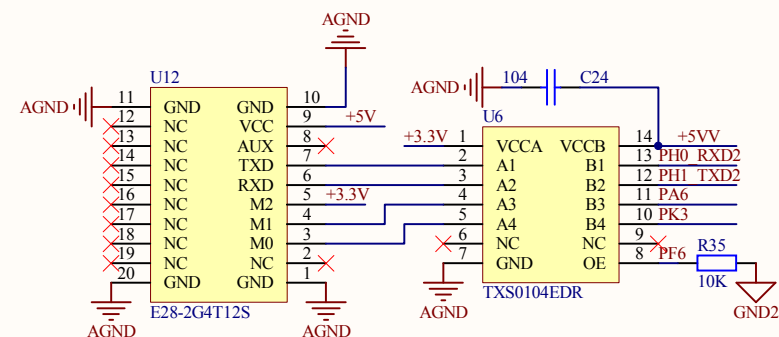 AGND
U12
AGND
11 GND GND 10
12 NC VCC 9 +5V
13 NC AUX 8
14 NC TXD 7
15 NC RXD 6
16 NC M2 5 +3.3V
17 NC M1 4
18 NC M0 3
19 NC NC 2
20 GND GND 1
E28-2G4T12S
AGND
AGND
AGND 104 C24
U6
+3.3V 1 VCCA VCCB 14 +5VV
2 A1 B1 13 PH0_RXD2
3 A2 B2 12 PH1_TXD2
4 A3 B3 11 PA6
5 A4 B4 10 PK3
6 NC NC 9
7 GND OE 8 PF6 R35
10K
TXS0104EDR
AGND
GND2